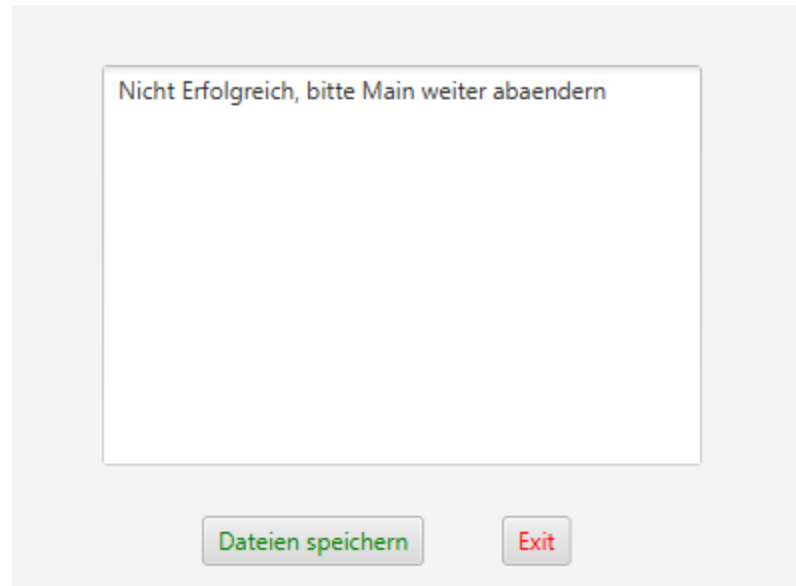 Nicht Erfolgreich, bitte Main weiter abaendern
Dateien speichern
Exit